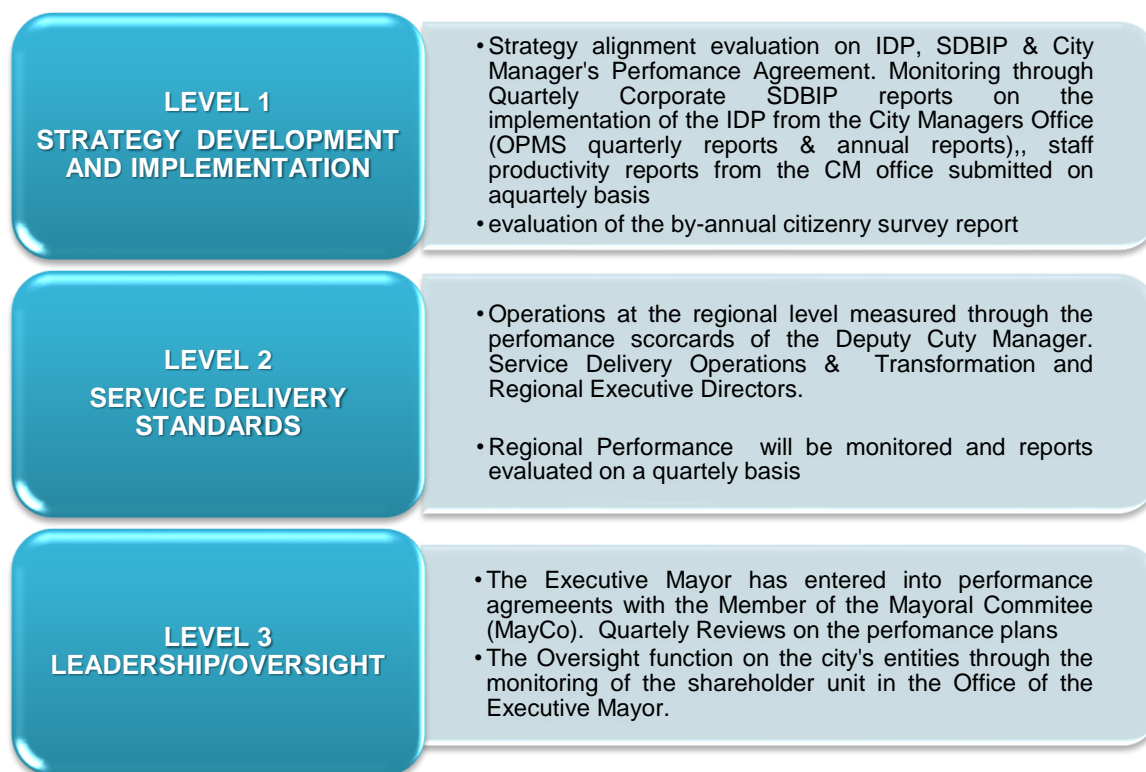 LEVEL 1
STRATEGY DEVELOPMENT
AND IMPLEMENTATION
•Strategy alignment evaluation on IDP, SDBIP & City
Manager's Perfomance Agreement. Monitoring through
Quartely Corporate SDBIP reports on the
implementation of the IDP from the City Managers Office
(OPMS quarterly reports & annual reports),, staff
productivity reports from the CM office submitted on
aquartely basis
•evaluation of the by-annual citizenry survey report
LEVEL 2
SERVICE DELIVERY
STANDARDS
•Operations at the regional level measured through the
perfomance scorcards of the Deputy Cuty Manager.
Service Delivery Operations & Transformation and
Regional Executive Directors.
•Regional Performance will be monitored and reports
evaluated on a quartely basis
LEVEL 3
LEADERSHIP/OVERSIGHT
•The Executive Mayor has entered into performance
agremeents with the Member of the Mayoral Commitee
(MayCo). Quartely Reviews on the perfomance plans
•The Oversight function on the city's entities through the
monitoring of the shareholder unit in the Office of the
Executive Mayor.